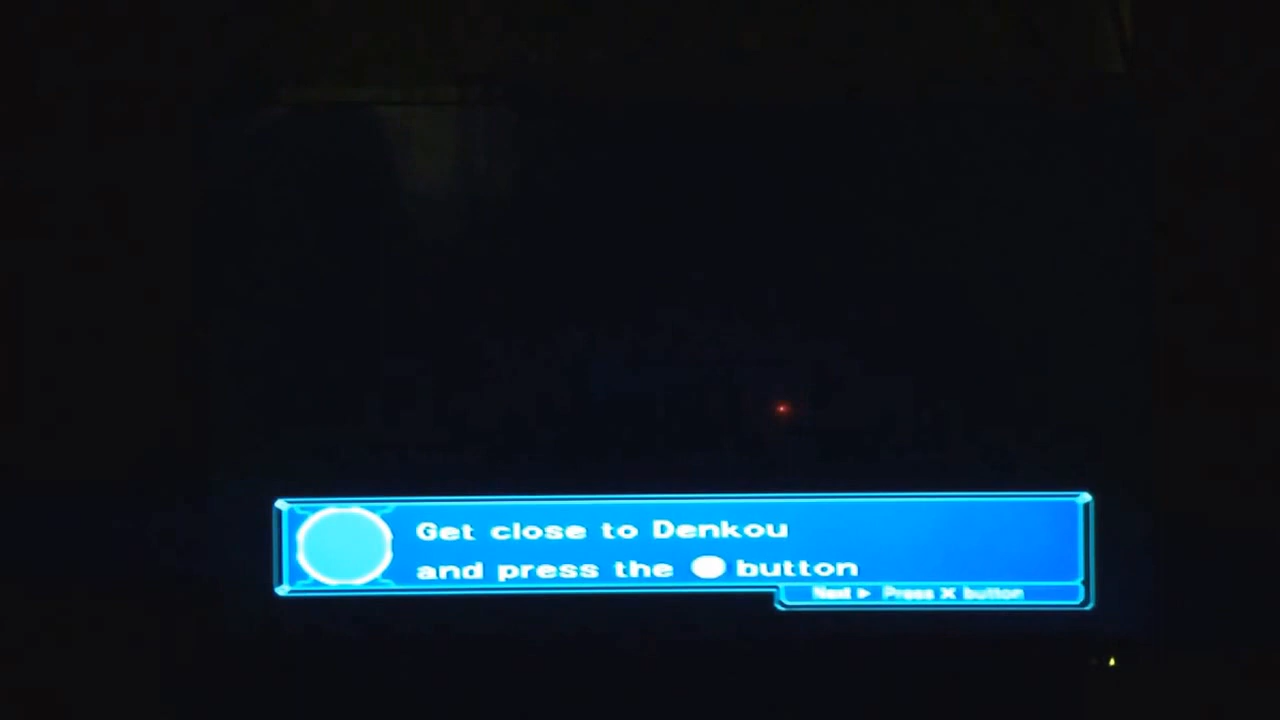 Get close to Denkou
and press the ● button
Next ▶ Press ✕ button